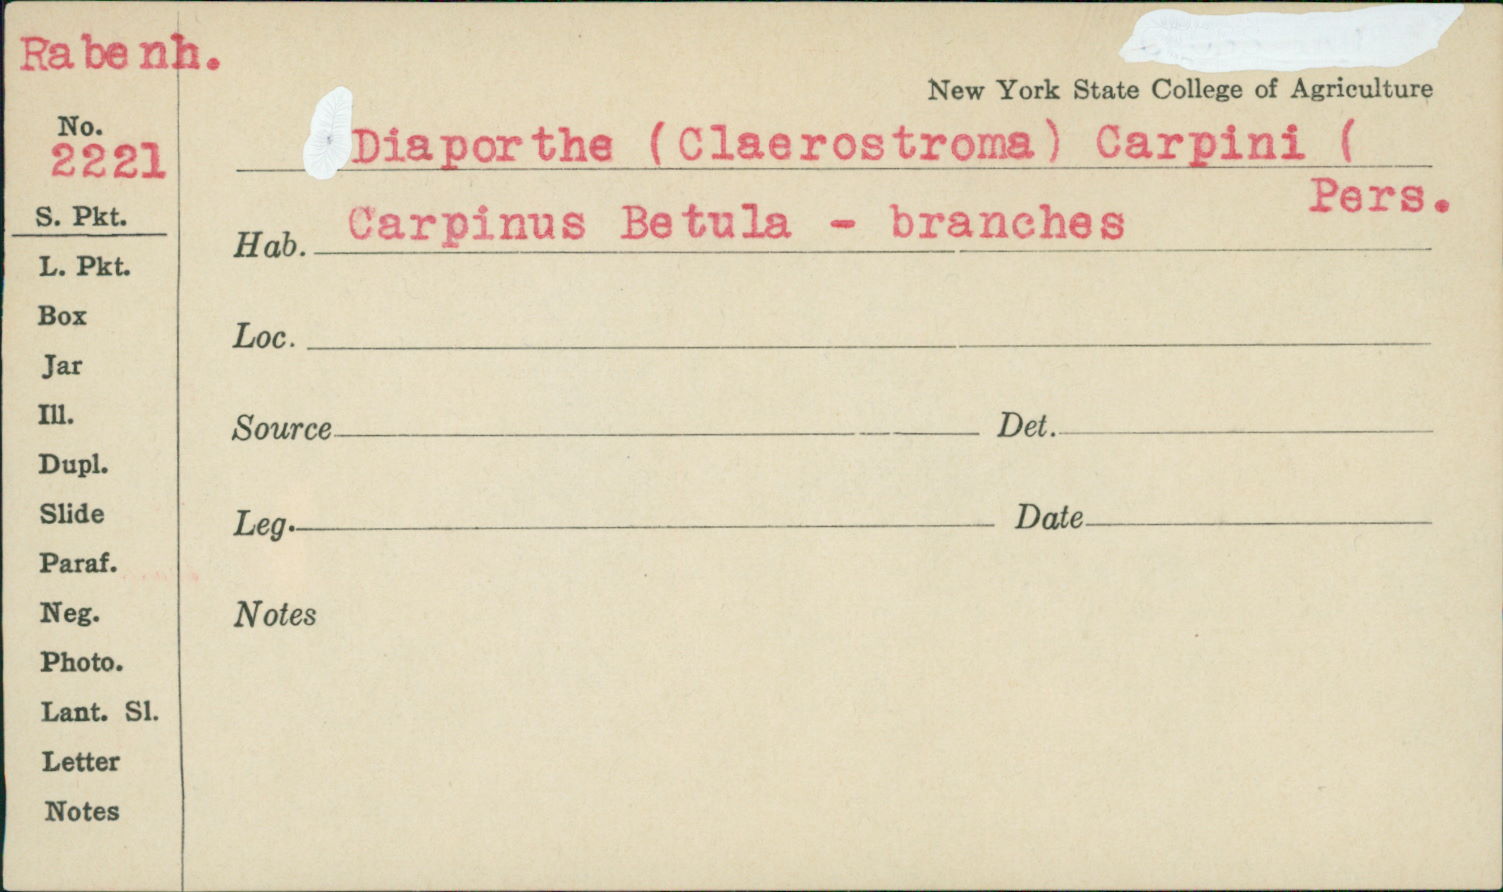 Rabenh.
New York State College of Agriculture
No.
2221
Diaporthe (Claerostroma) Carpini (
Pers.
S. Pkt.
Hab. Carpinus Betula - branches
L. Pkt.
Box
Loc.
Jar
Ill.
Source Det.
Dupl.
Slide
Leg. Date
Paraf.
Neg.
Notes
Photo.
Lant. Sl.
Letter
Notes